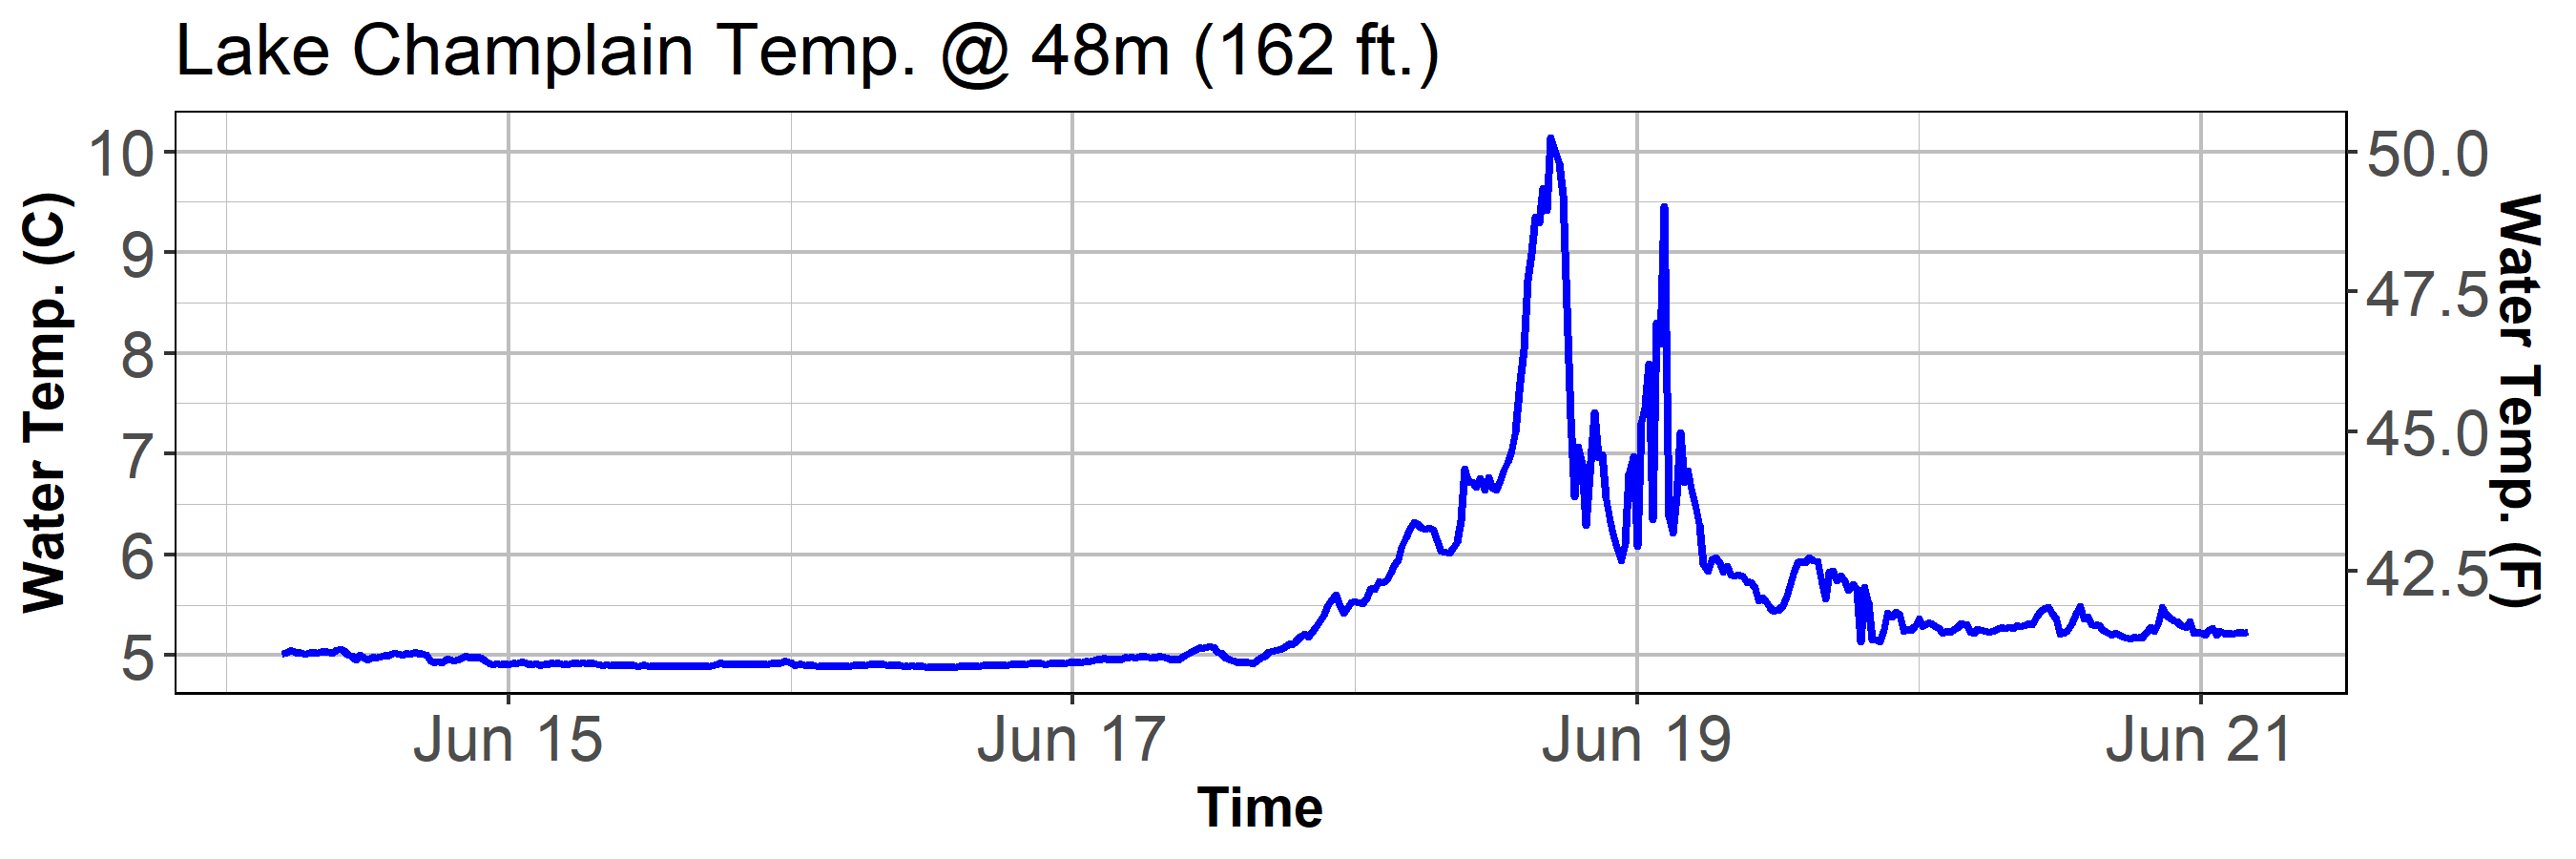 Lake Champlain Temp. @ 48m (162 ft.)
Water Temp. (C)
10
9
8
7
6
5
50.0
47.5
45.0
42.5
Water Temp. (F)
Jun 15 Jun 17 Jun 19 Jun 21
Time